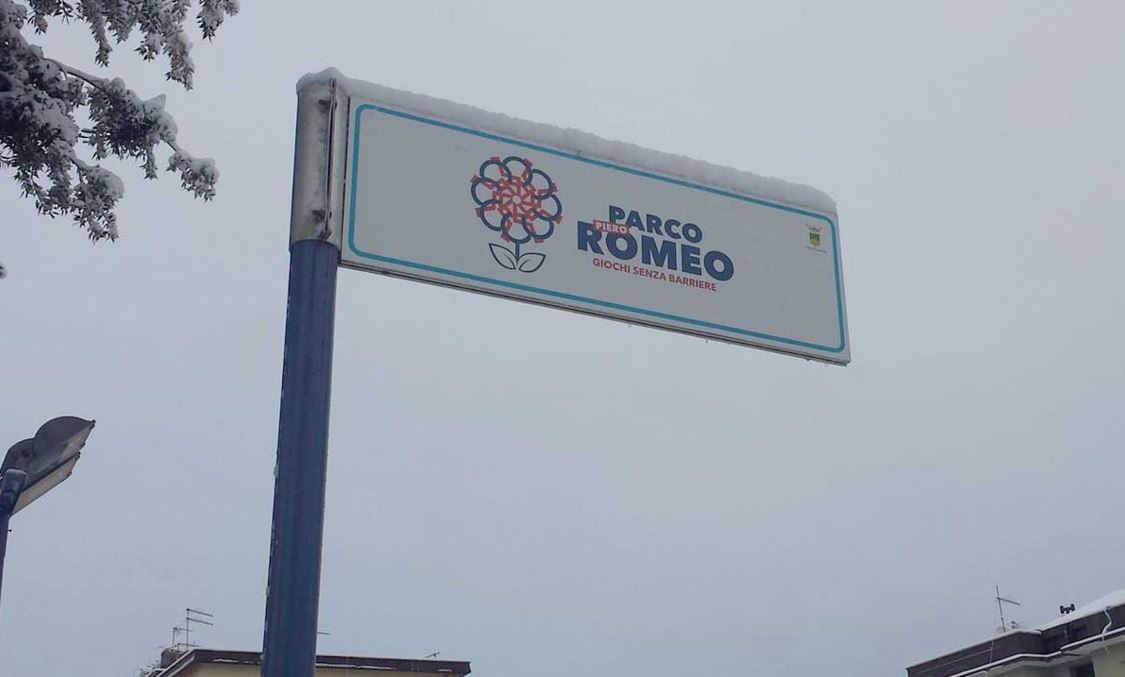 PARCO
PIERO
ROMEO
GIOCHI SENZA BARRIERE